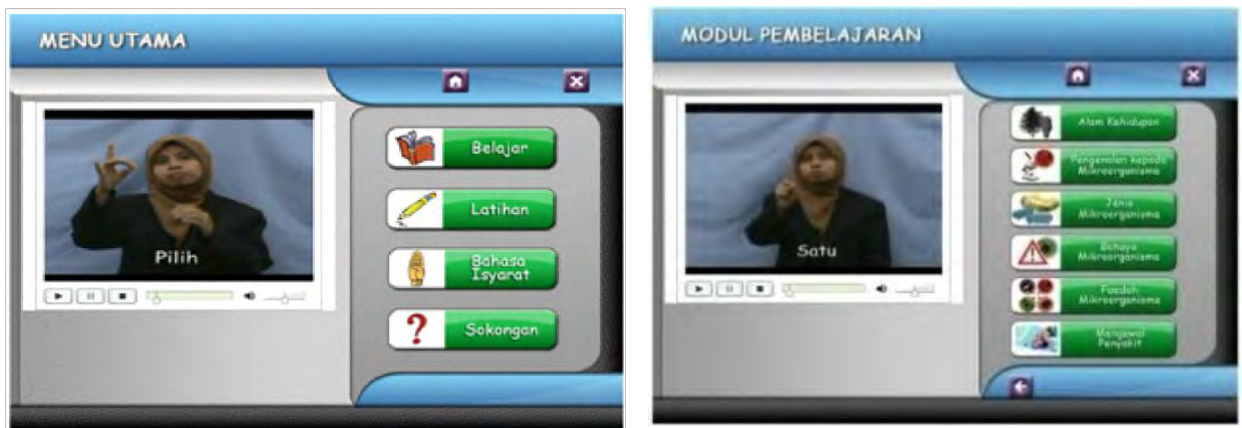 MENU UTAMA
Pilih
Belajar
Latihan
Bahasa
Isyarat
Sokongan
MODUL PEMBELAJARAN
Satu
Alam Kehidupan
Pengenalan kepada
Mikroorganisma
Jenis
Mikroorganisma
Bahaya
Mikroorganisma
Faedah
Mikroorganisma
Mengawal
Penyakit